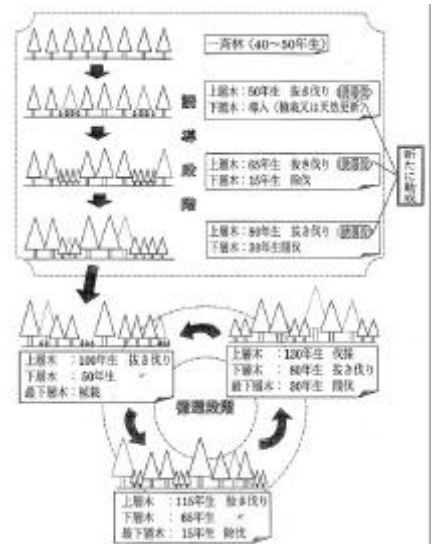 一斉林（40～50年生）
誘導段階
上層木：50年生　抜き伐り
下層木：導入（植栽又は天然更新）
上層木：65年生　抜き伐り
下層木：15年生　除伐
上層木：80年生　抜き伐り
下層木：30年生間伐
新たに助成
上層木　：100年生　抜き伐り
下層木　：50年生　〃
最下層木：植栽
上層木　：130年生　伐採
下層木　：80年生　抜き伐り
最下層木：30年生　間伐
循環段階
上層木　：115年生　抜き伐り
下層木　：65年生　〃
最下層木：15年生　除伐